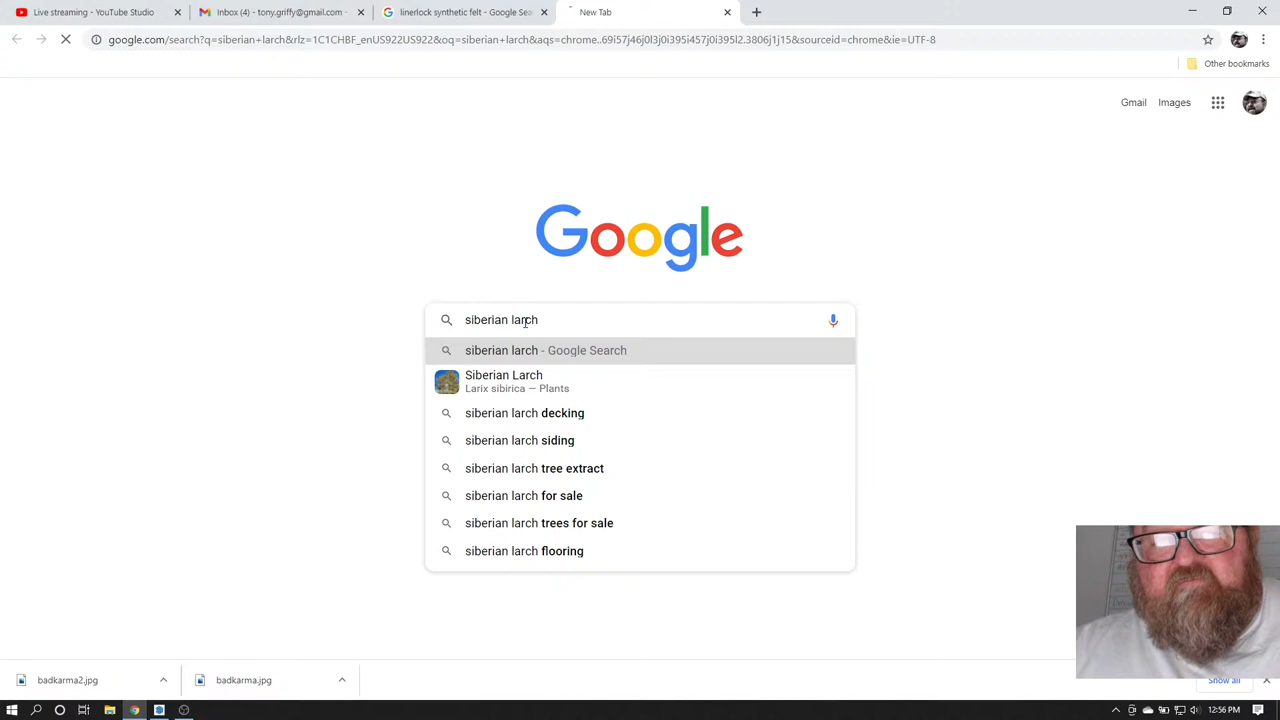 Live streaming - YouTube Studio
Inbox (4) - tony.griffy@gmail.com -
linerlock synthetic felt - Google Sea
New Tab
google.com/search?q=siberian+larch&rlz=1C1CHBF_enUS922US922&oq=siberian+larch&aqs=chrome..69i57j46j0l3j0i395i457j0i395l2.3806j1j15&sourceid=chrome&ie=UTF-8
Other bookmarks
Gmail Images
Google
siberian larch
siberian larch - Google Search
Siberian Larch
Larix sibirica — Plants
siberian larch decking
siberian larch siding
siberian larch tree extract
siberian larch for sale
siberian larch trees for sale
siberian larch flooring
badkarma2.jpg
badkarma.jpg
Show all
12:56 PM